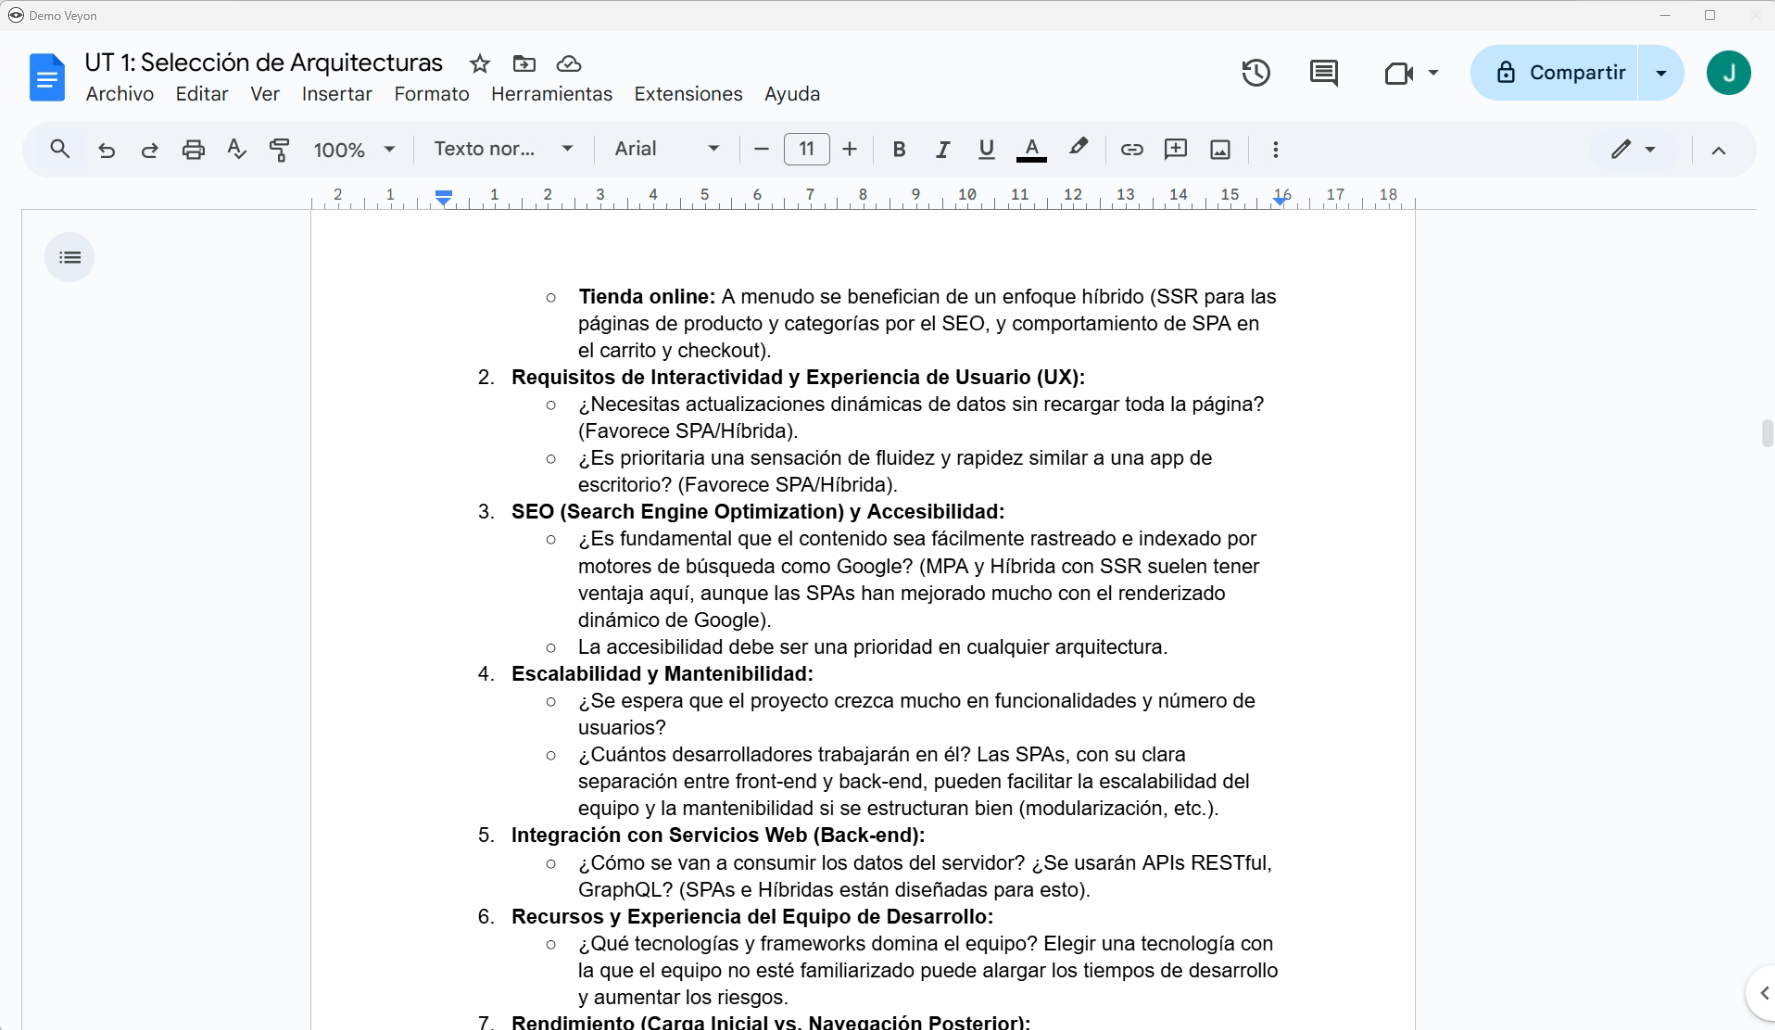 Demo Veyon
UT 1: Selección de Arquitecturas
Archivo Editar Ver Insertar Formato Herramientas Extensiones Ayuda
Compartir
J
100% Texto nor... Arial 11 B I U A
2 1 1 2 3 4 5 6 7 8 9 10 11 12 13 14 15 16 17 18
Tienda online: A menudo se benefician de un enfoque híbrido (SSR para las
páginas de producto y categorías por el SEO, y comportamiento de SPA en
el carrito y checkout).
2. Requisitos de Interactividad y Experiencia de Usuario (UX):
¿Necesitas actualizaciones dinámicas de datos sin recargar toda la página?
(Favorece SPA/Híbrida).
¿Es prioritaria una sensación de fluidez y rapidez similar a una app de
escritorio? (Favorece SPA/Híbrida).
3. SEO (Search Engine Optimization) y Accesibilidad:
¿Es fundamental que el contenido sea fácilmente rastreado e indexado por
motores de búsqueda como Google? (MPA y Híbrida con SSR suelen tener
ventaja aquí, aunque las SPAs han mejorado mucho con el renderizado
dinámico de Google).
La accesibilidad debe ser una prioridad en cualquier arquitectura.
4. Escalabilidad y Mantenibilidad:
¿Se espera que el proyecto crezca mucho en funcionalidades y número de
usuarios?
¿Cuántos desarrolladores trabajarán en él? Las SPAs, con su clara
separación entre front-end y back-end, pueden facilitar la escalabilidad del
equipo y la mantenibilidad si se estructuran bien (modularización, etc.).
5. Integración con Servicios Web (Back-end):
¿Cómo se van a consumir los datos del servidor? ¿Se usarán APIs RESTful,
GraphQL? (SPAs e Híbridas están diseñadas para esto).
6. Recursos y Experiencia del Equipo de Desarrollo:
¿Qué tecnologías y frameworks domina el equipo? Elegir una tecnología con
la que el equipo no esté familiarizado puede alargar los tiempos de desarrollo
y aumentar los riesgos.
7. Rendimiento (Carga Inicial vs. Navegación Posterior):